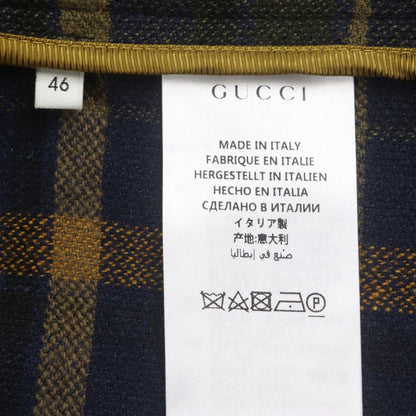 46
GUCCI
MADE IN ITALY
FABRIQUE EN ITALIE
HERGESTELLT IN ITALIEN
HECHO EN ITALIA
СДЕЛАНО В ИТАЛИИ
イタリア製
产地:意大利
صنع في إيطاليا
P